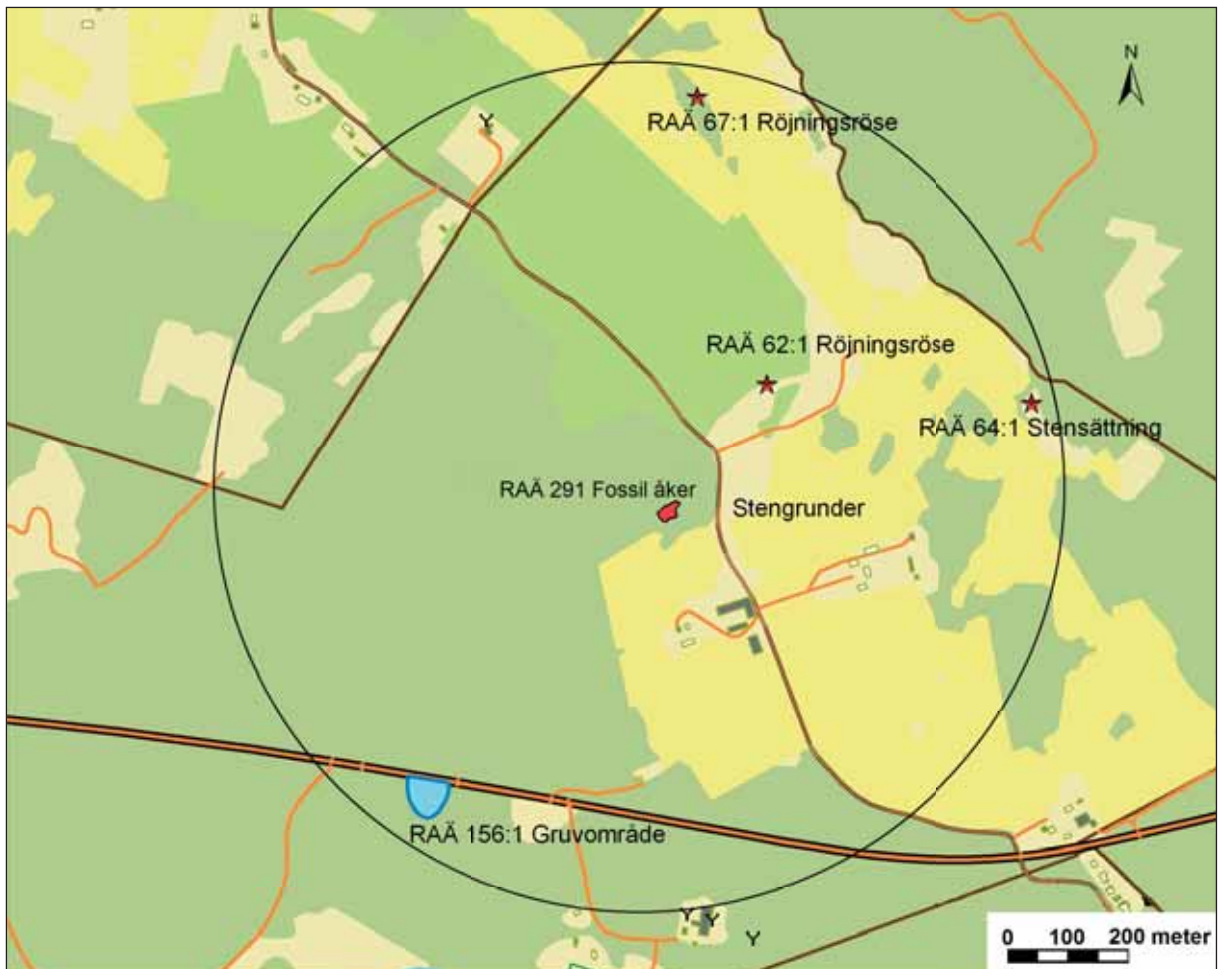 N
RAÄ 67:1 Röjningsröse
RAÄ 62:1 Röjningsröse
RAÄ 64:1 Stensättning
RAÄ 291 Fossil åker
Stengrunder
RAÄ 156:1 Gruvområde
0 100 200 meter